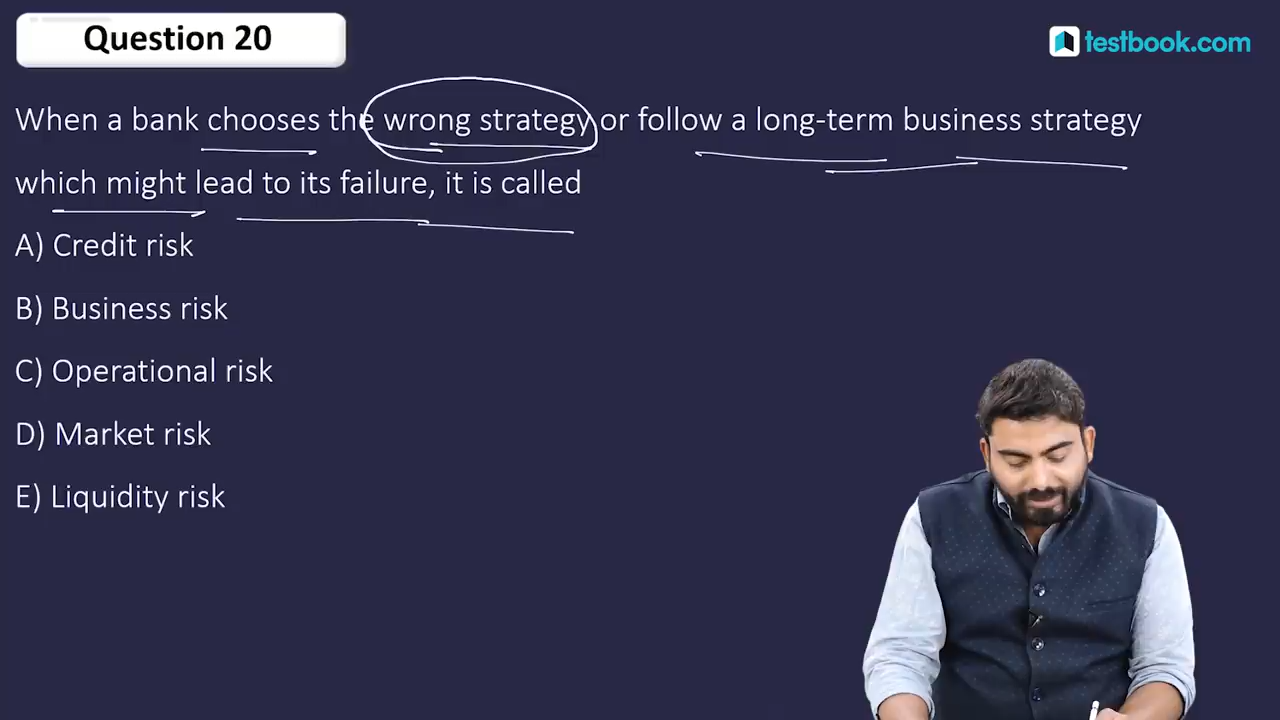 Question 20
testbook.com
When a bank chooses the wrong strategy or follow a long-term business strategy
which might lead to its failure, it is called
A) Credit risk
B) Business risk
C) Operational risk
D) Market risk
E) Liquidity risk